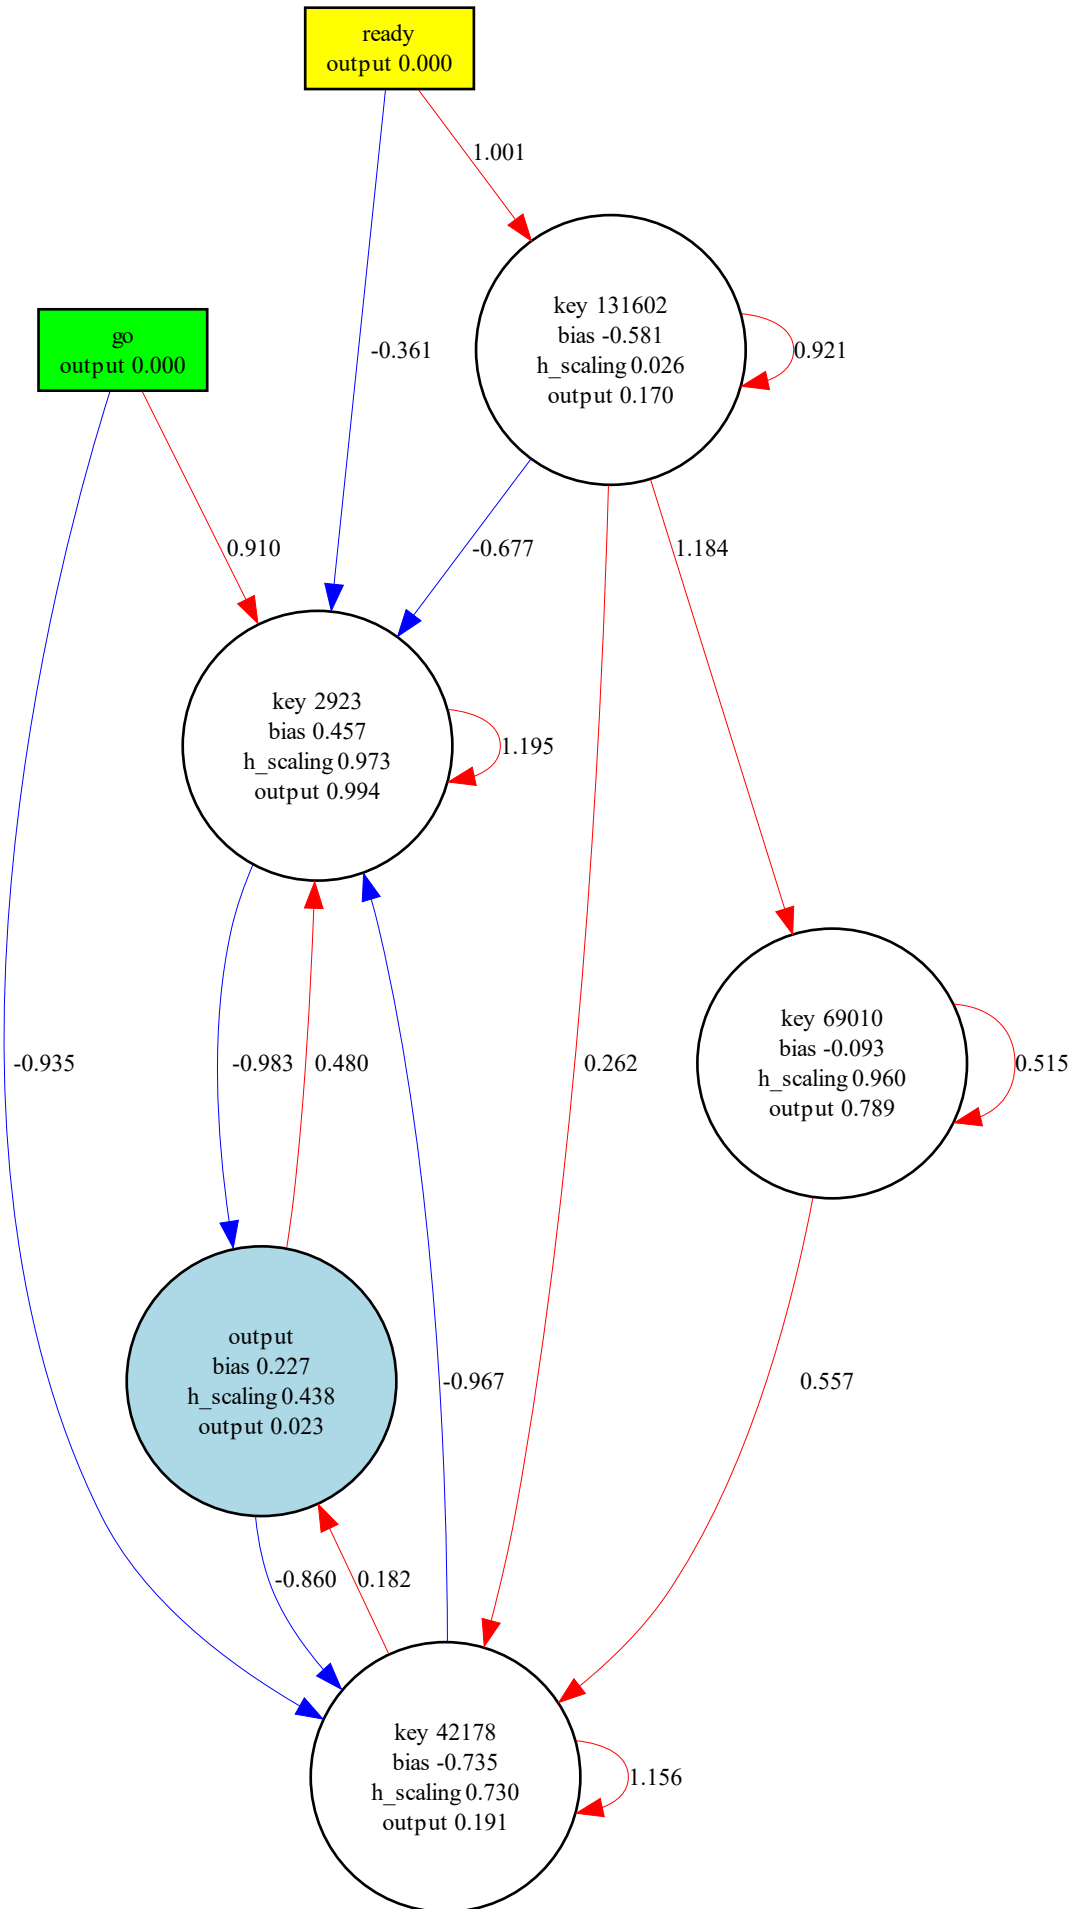 ready
output 0.000
1.001
key 131602
bias -0.581
h_scaling 0.026
output 0.170
0.921
go
output 0.000
-0.361
0.910
-0.677
1.184
key 2923
bias 0.457
h_scaling 0.973
output 0.994
1.195
key 69010
bias -0.093
h_scaling 0.960
output 0.789
0.515
-0.935
-0.983
0.480
0.262
output
bias 0.227
h_scaling 0.438
output 0.023
-0.967
0.557
-0.860
0.182
key 42178
bias -0.735
h_scaling 0.730
output 0.191
1.156